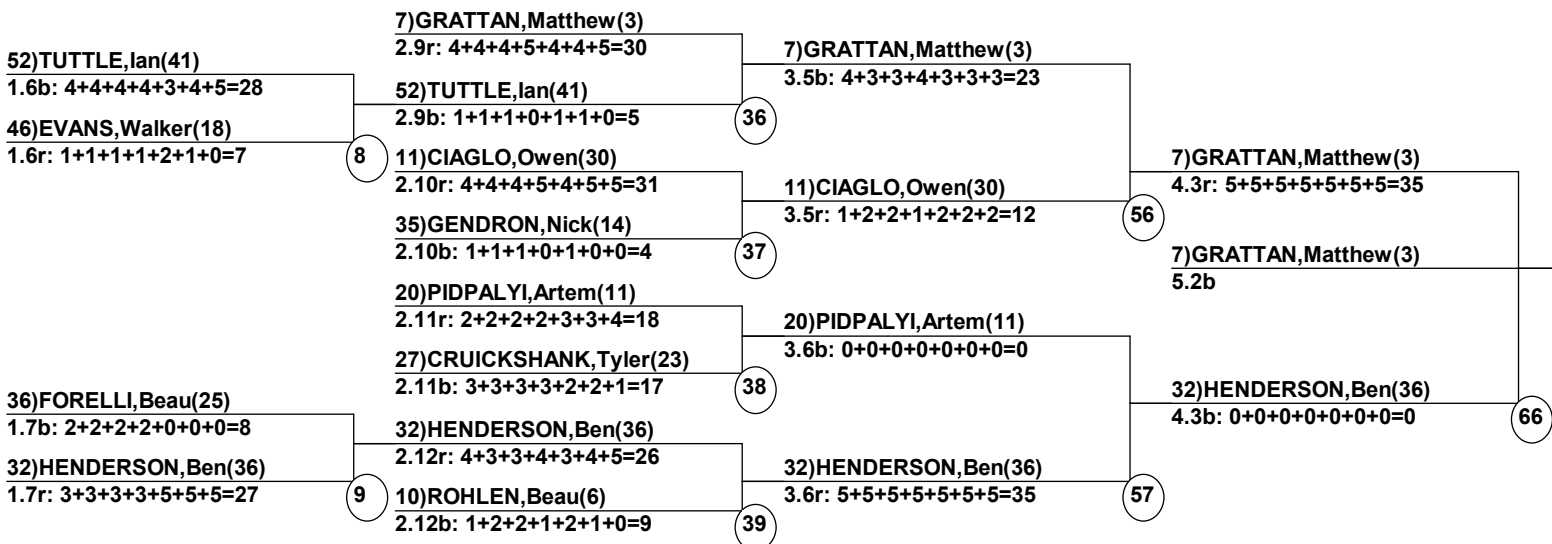 52)TUTTLE,Ian(41)
1.6b: 4+4+4+4+3+4+5=28
46)EVANS,Walker(18)
1.6r: 1+1+1+1+2+1+0=7
8
36)FORELLI,Beau(25)
1.7b: 2+2+2+2+0+0+0=8
32)HENDERSON,Ben(36)
1.7r: 3+3+3+3+5+5+5=27
9
7)GRATTAN,Matthew(3)
2.9r: 4+4+4+5+4+4+5=30
52)TUTTLE,Ian(41)
2.9b: 1+1+1+0+1+1+0=5
36
11)CIAGLO,Owen(30)
2.10r: 4+4+4+5+4+5+5=31
35)GENDRON,Nick(14)
2.10b: 1+1+1+0+1+0+0=4
37
20)PIDPALYI,Artem(11)
2.11r: 2+2+2+2+3+3+4=18
27)CRUICKSHANK,Tyler(23)
2.11b: 3+3+3+3+2+2+1=17
38
32)HENDERSON,Ben(36)
2.12r: 4+3+3+4+3+4+5=26
10)ROHLEN,Beau(6)
2.12b: 1+2+2+1+2+1+0=9
39
7)GRATTAN,Matthew(3)
3.5b: 4+3+3+4+3+3+3=23
11)CIAGLO,Owen(30)
3.5r: 1+2+2+1+2+2+2=12
56
20)PIDPALYI,Artem(11)
3.6b: 0+0+0+0+0+0+0=0
32)HENDERSON,Ben(36)
3.6r: 5+5+5+5+5+5+5=35
57
7)GRATTAN,Matthew(3)
4.3r: 5+5+5+5+5+5+5=35
7)GRATTAN,Matthew(3)
5.2b
32)HENDERSON,Ben(36)
4.3b: 0+0+0+0+0+0+0=0
66